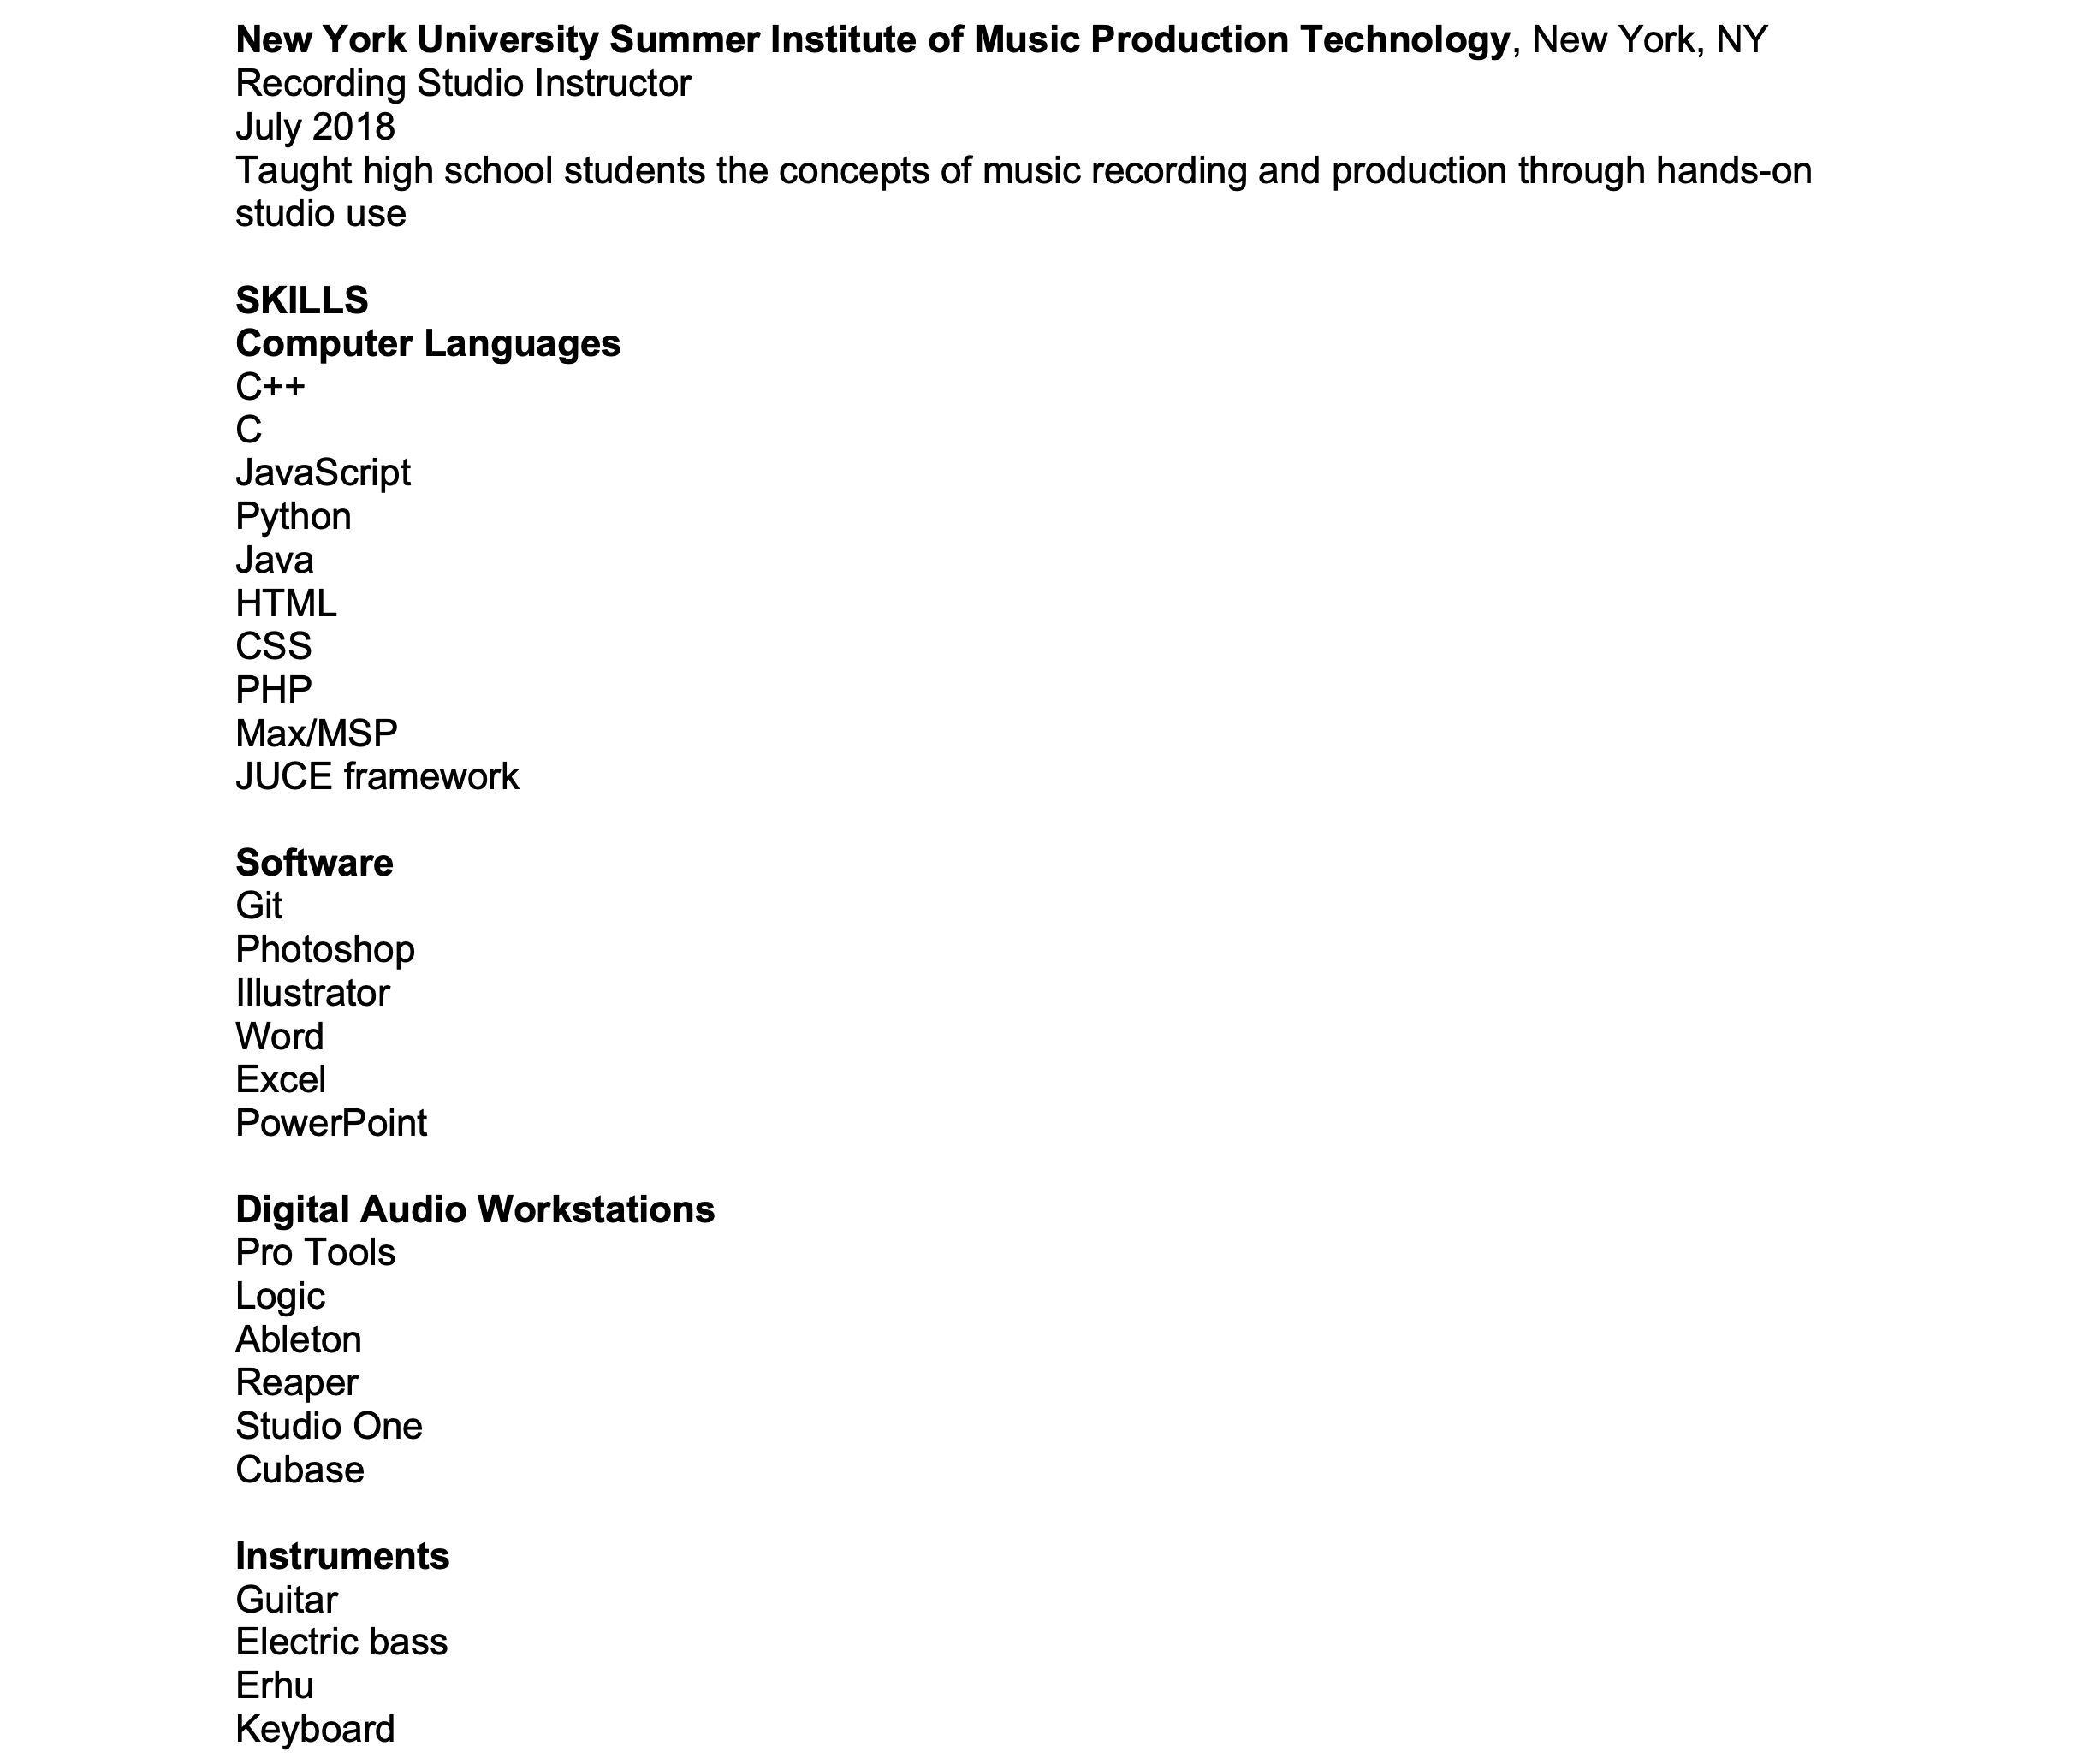 New York University Summer Institute of Music Production Technology, New York, NY
Recording Studio Instructor
July 2018
Taught high school students the concepts of music recording and production through hands-on
studio use
SKILLS
Computer Languages
C++
C
JavaScript
Python
Java
HTML
CSS
PHP
Max/MSP
JUCE framework
Software
Git
Photoshop
Illustrator
Word
Excel
PowerPoint
Digital Audio Workstations
Pro Tools
Logic
Ableton
Reaper
Studio One
Cubase
Instruments
Guitar
Electric bass
Erhu
Keyboard